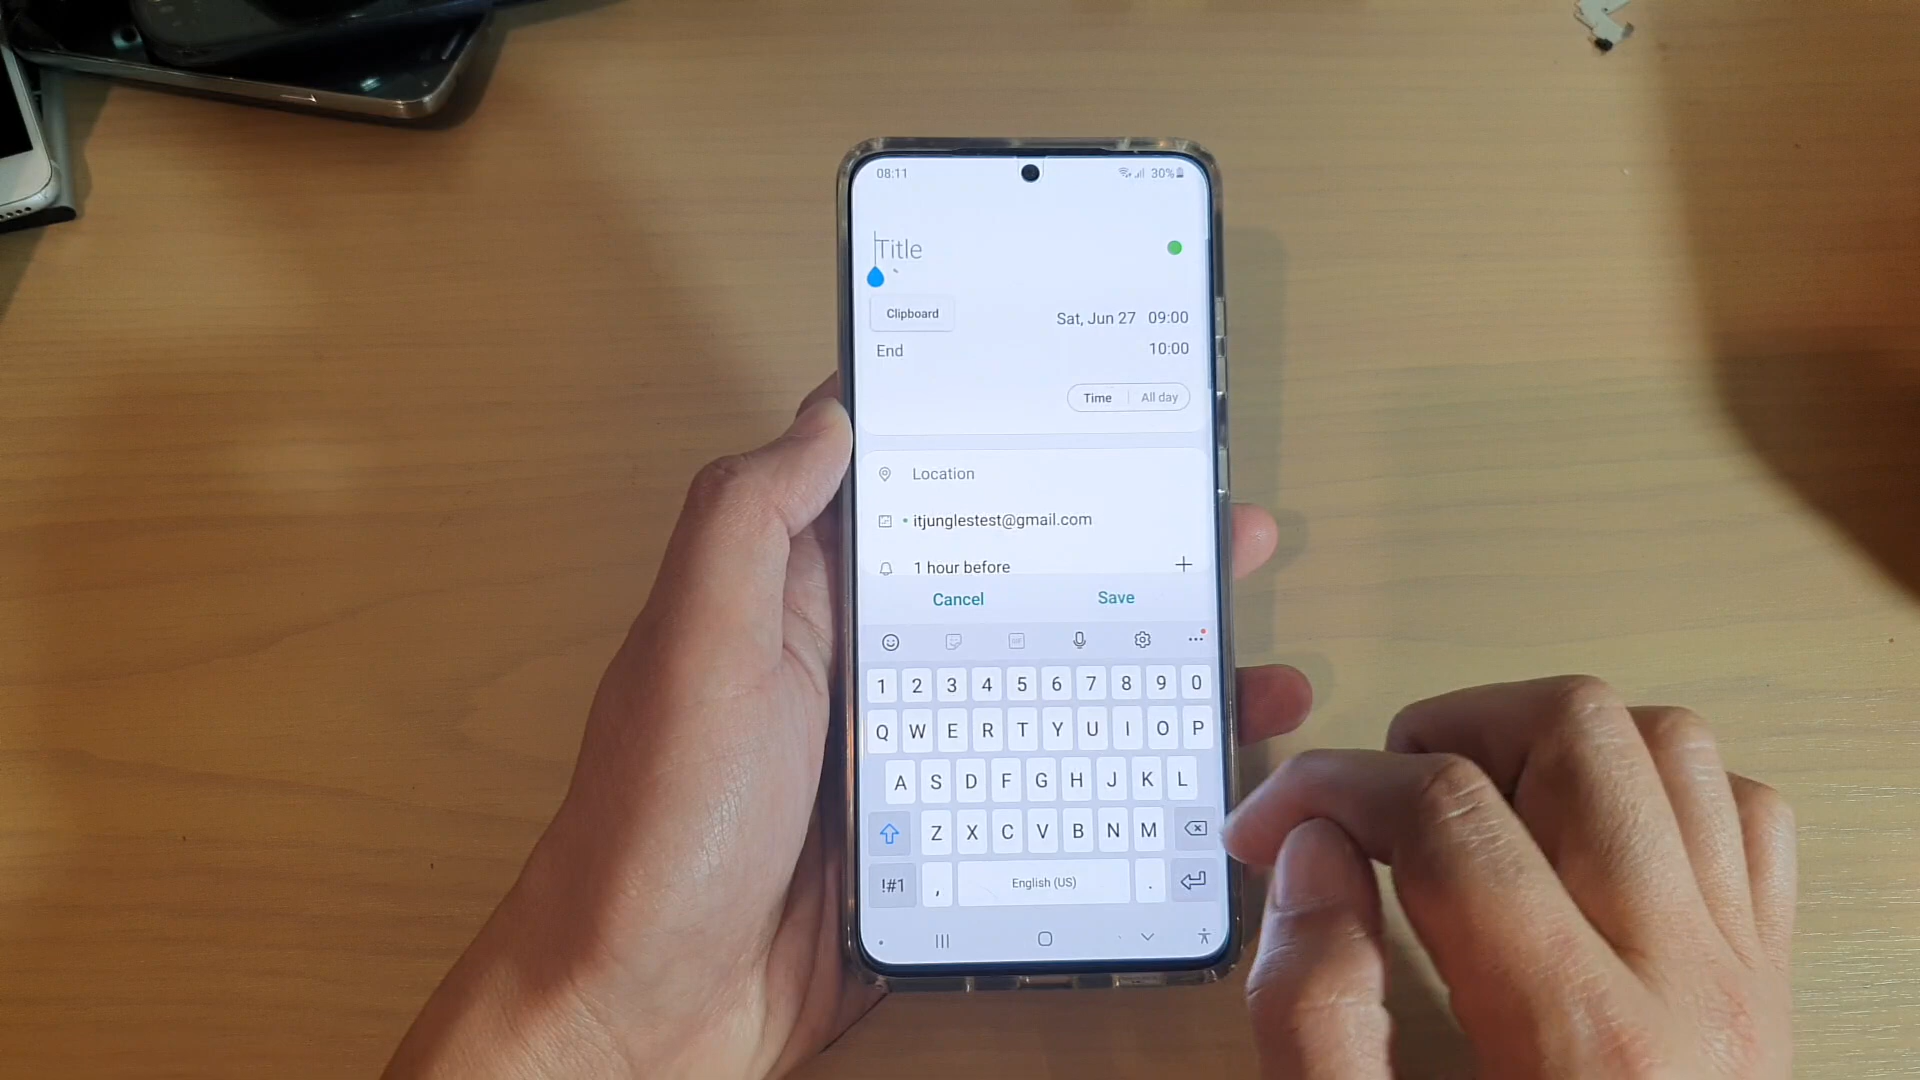 08:11 30%
Title
Clipboard
Sat, Jun 27 09:00
End 10:00
Time All day
Location
itjunglestest@gmail.com
1 hour before +
Cancel Save
1 2 3 4 5 6 7 8 9 0
Q W E R T Y U I O P
A S D F G H J K L
Z X C V B N M
!#1 , English (US) .